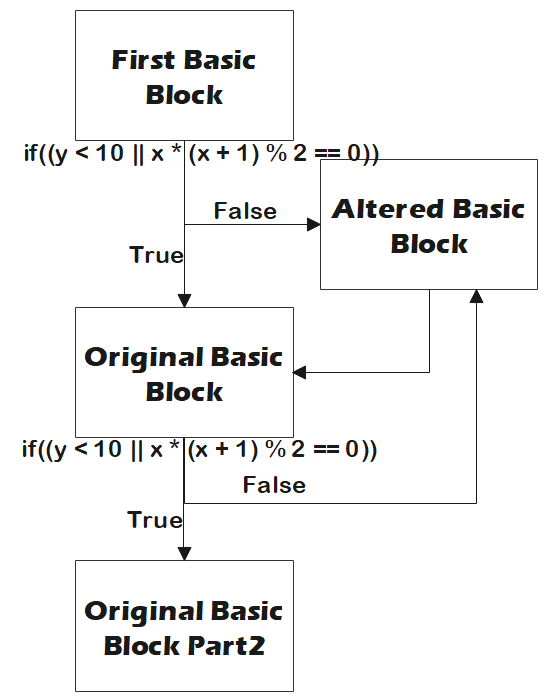 First Basic
Block
if((y < 10 || x * (x + 1) % 2 == 0))
False
Altered Basic
Block
True
Original Basic
Block
if((y < 10 || x * (x + 1) % 2 == 0))
False
True
Original Basic
Block Part2